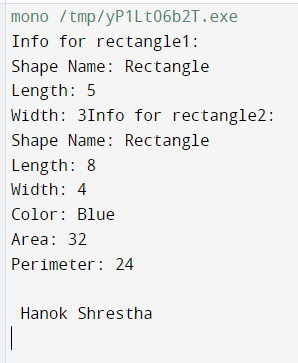 mono /tmp/yP1LtO6b2T.exe
Info for rectangle1:
Shape Name: Rectangle
Length: 5
Width: 3Info for rectangle2:
Shape Name: Rectangle
Length: 8
Width: 4
Color: Blue
Area: 32
Perimeter: 24
Hanok Shrestha